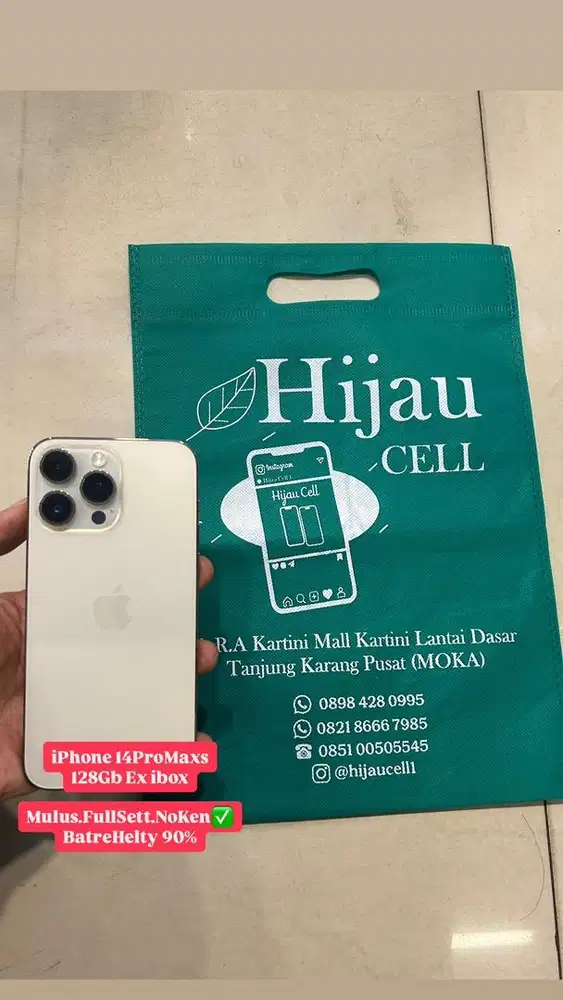 Hijau
CELL
Instagram
Hijau Cell
R.A Kartini Mall Kartini Lantai Dasar
Tanjung Karang Pusat (MOKA)
0898 428 0995
0821 8666 7985
0851 00505545
@hijaucell1
iPhone 14ProMaxs
128Gb Ex ibox
Mulus.FullSett.NoKen✅
BatreHelty 90%